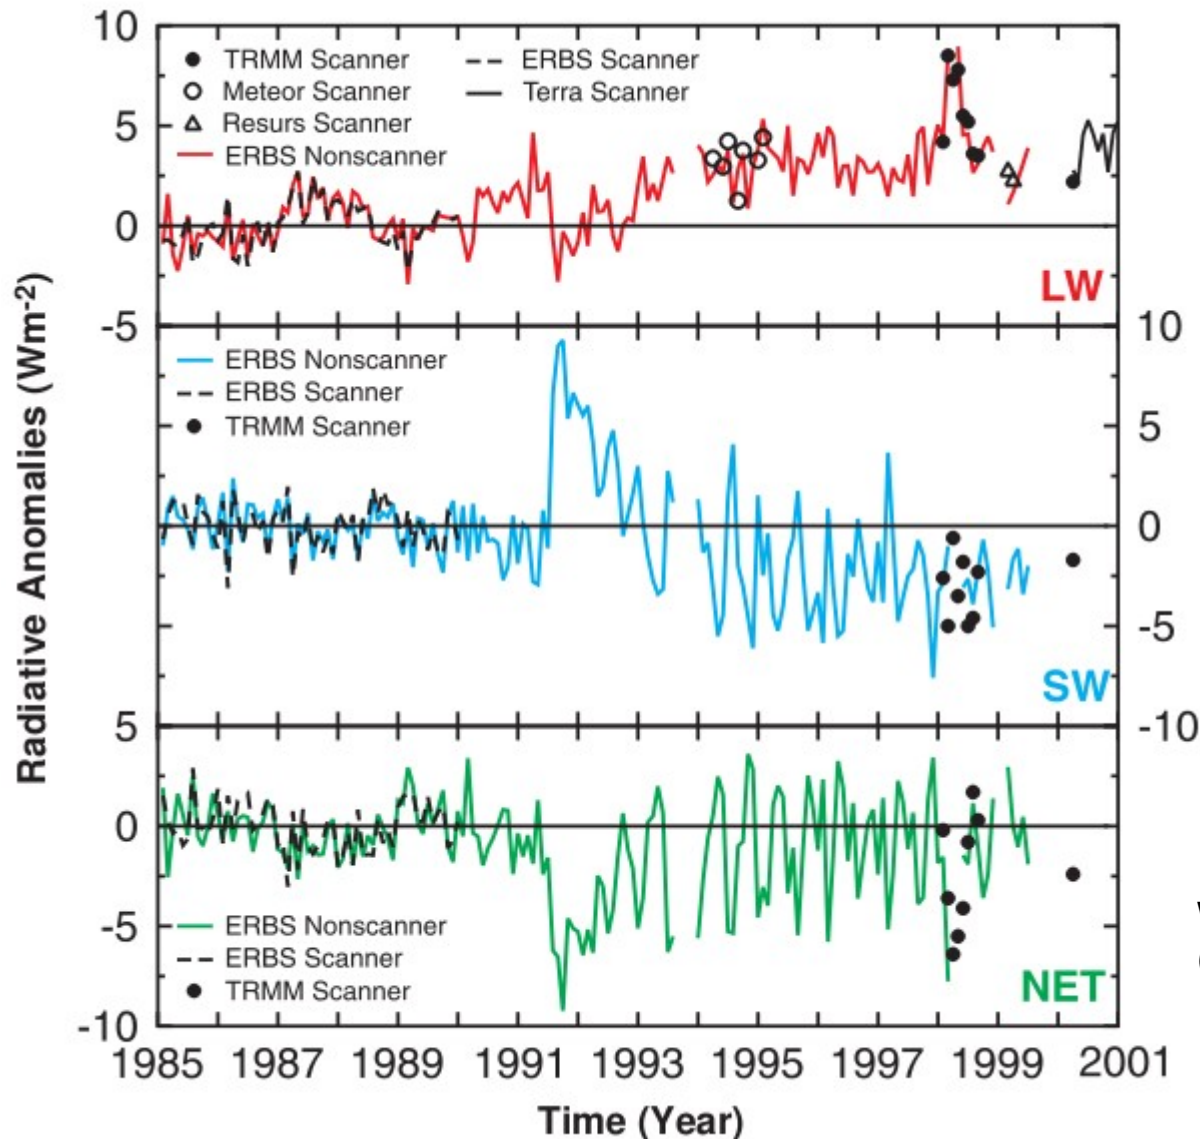 10
TRMM Scanner
ERBS Scanner
Meteor Scanner
Terra Scanner
Resurs Scanner
ERBS Nonscanner
5
0
LW
-5
10
ERBS Nonscanner
ERBS Scanner
TRMM Scanner
5
0
-5
SW
-10
5
0
-5
ERBS Nonscanner
ERBS Scanner
TRMM Scanner
NET
-10
1985 1987 1989 1991 1993 1995 1997 1999 2001
Time (Year)
Radiative Anomalies (Wm⁻²)